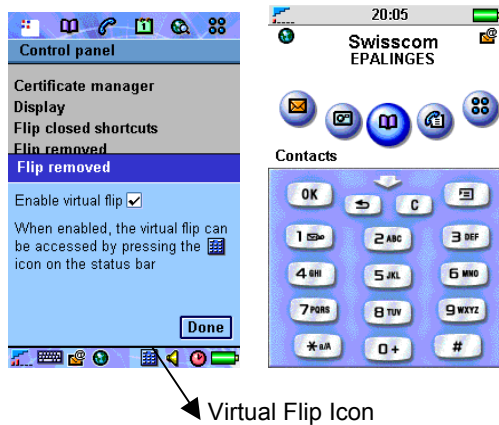 Control panel
Certificate manager
Display
Flip closed shortcuts
Flip removed
Flip removed
Enable virtual flip
When enabled, the virtual flip can
be accessed by pressing the
icon on the status bar
Done
20:05
Swisscom
EPALINGES
Contacts
OK
C
1
2 ABC
3 DEF
4 GHI
5 JKL
6 MNO
7 PQRS
8 TUV
9 WXYZ
* a/A
0 +
#
Virtual Flip Icon